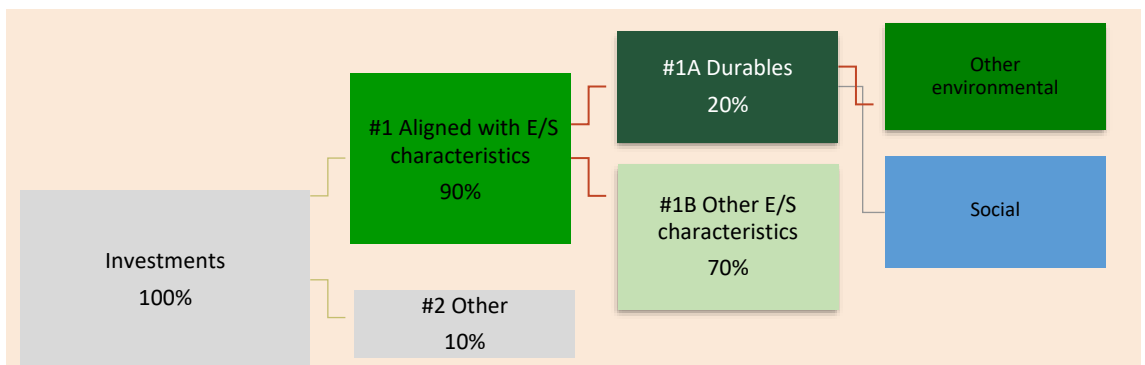 Investments
100%
#1 Aligned with E/S
characteristics
90%
#2 Other
10%
#1A Durables
20%
#1B Other E/S
characteristics
70%
Other
environmental
Social